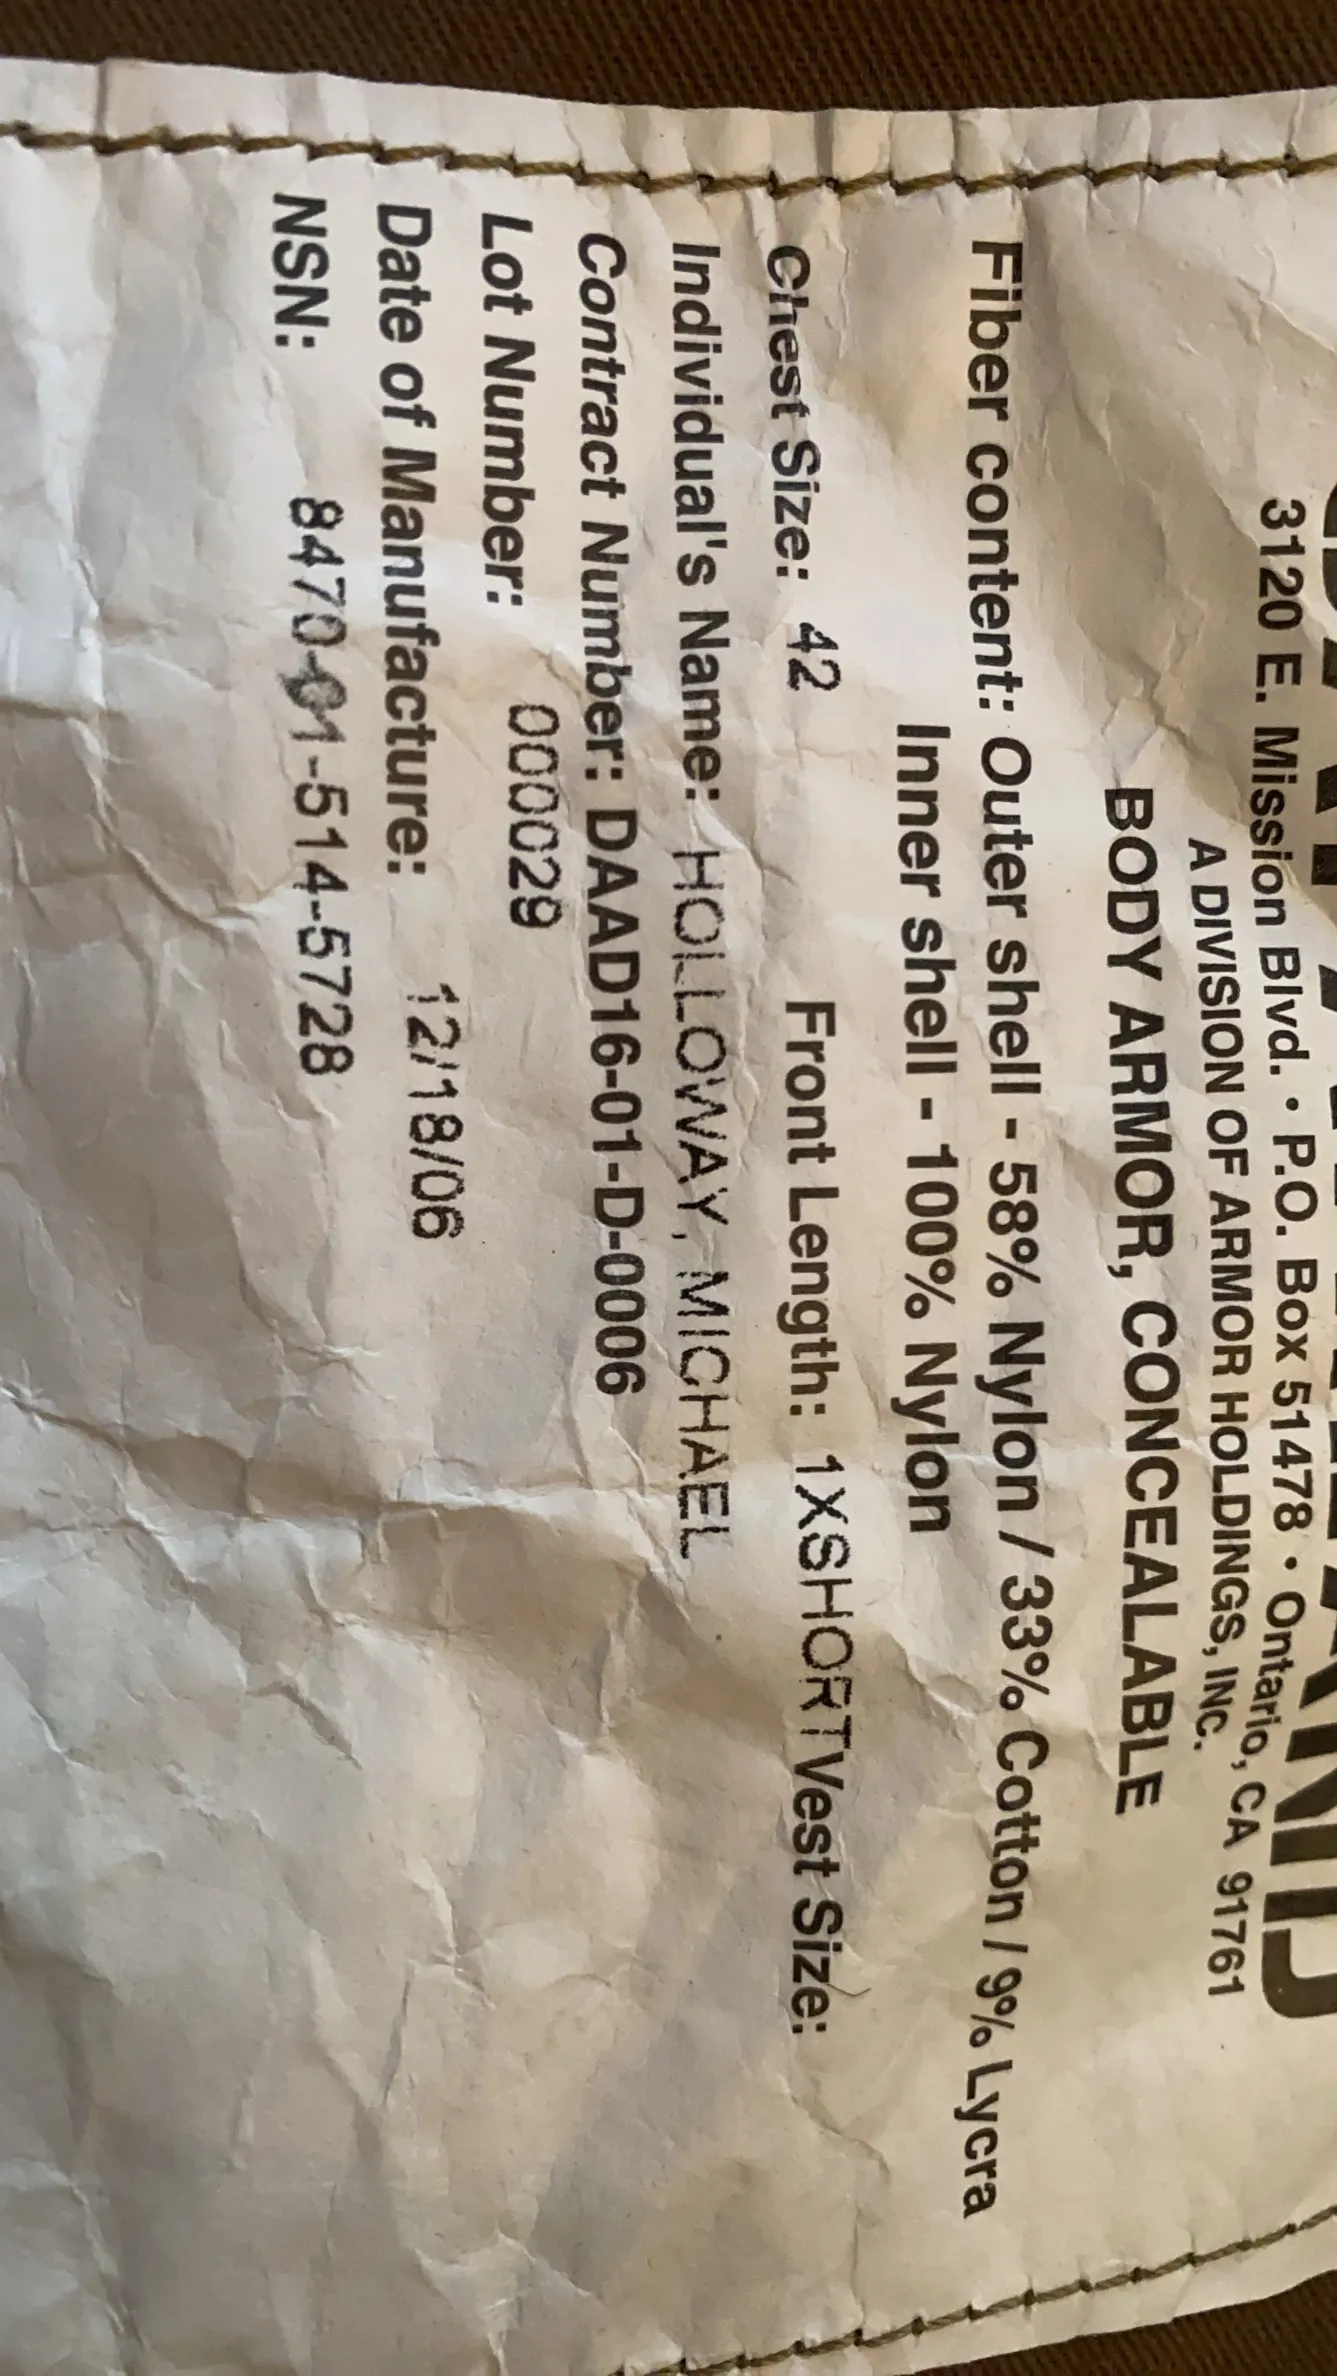 3120 E. Mission Blvd. • P.O. Box 51478 • Ontario, CA 91761
A DIVISION OF ARMOR HOLDINGS, INC.
BODY ARMOR, CONCEALABLE
Fiber content: Outer shell - 58% Nylon / 33% Cotton / 9% Lycra
Inner shell - 100% Nylon
Chest Size: 42 Front Length: 1XSHORT Vest Size:
Individual's Name: HOLLOWAY, MICHAEL
Contract Number: DAAD16-01-D-0006
Lot Number: 000029
Date of Manufacture: 12/18/06
NSN: 8470-01-514-5728